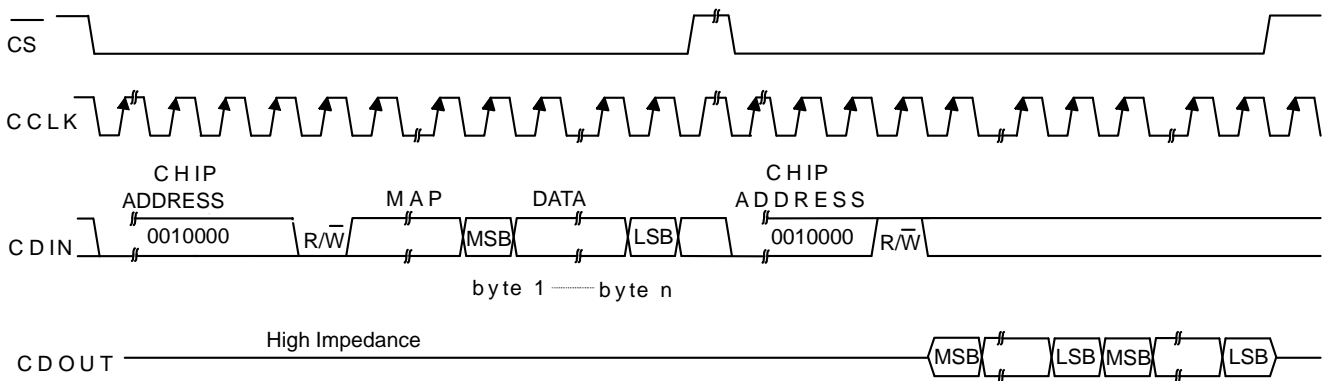 CS
CCLK
CHIP
ADDRESS
MAP
DATA
CHIP
ADDRESS
CDIN
0010000
R/W
MSB
LSB
0010000
R/W
byte 1
byte n
High Impedance
CDOUT
MSB
LSB
MSB
LSB